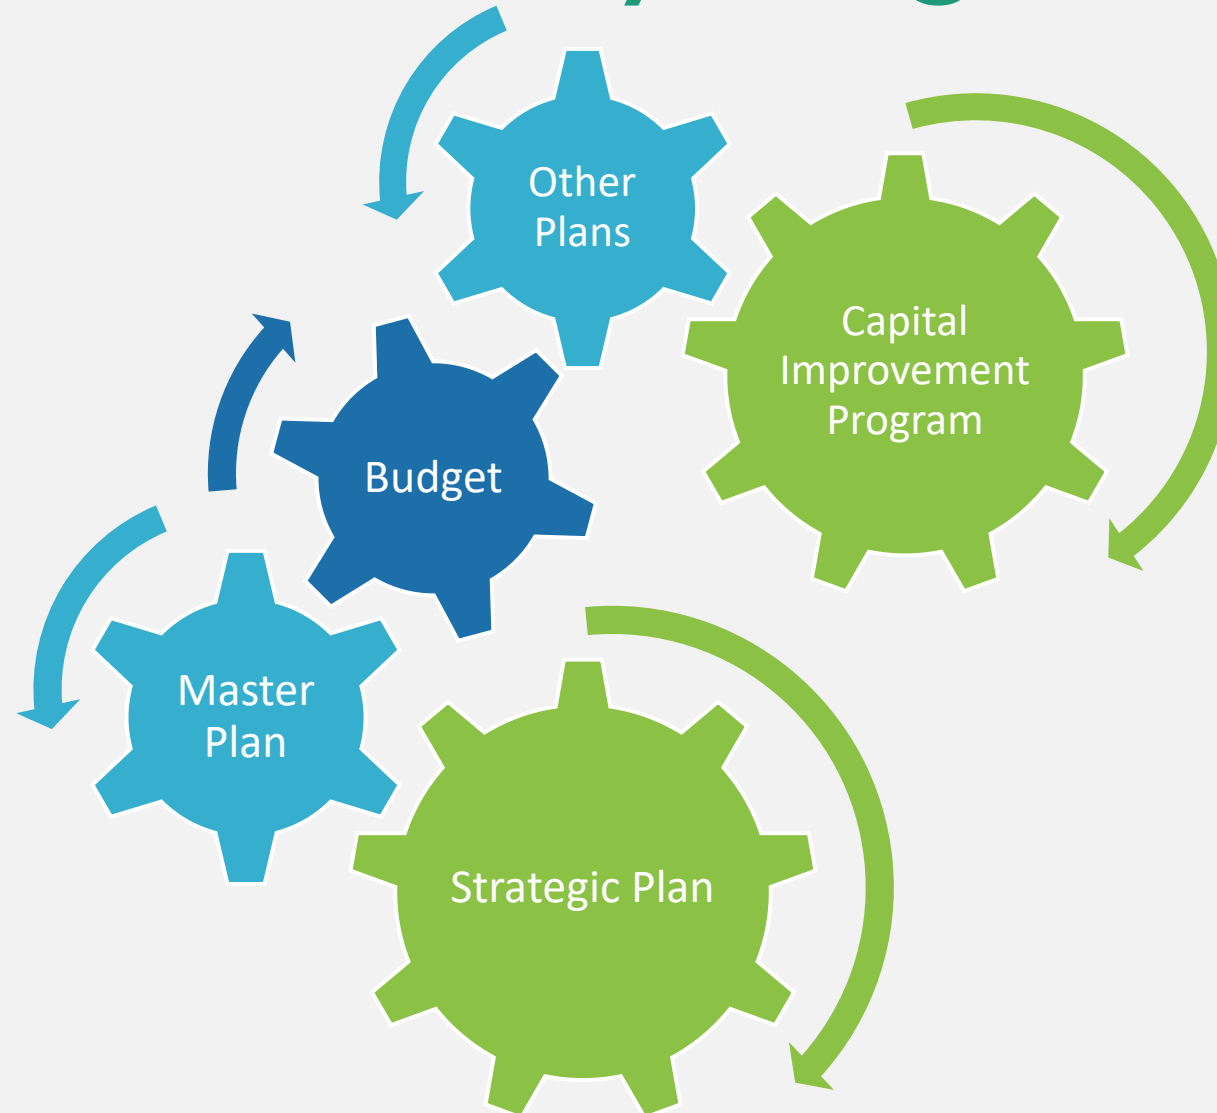 Other
Plans
Capital
Improvement
Program
Budget
Master
Plan
Strategic Plan